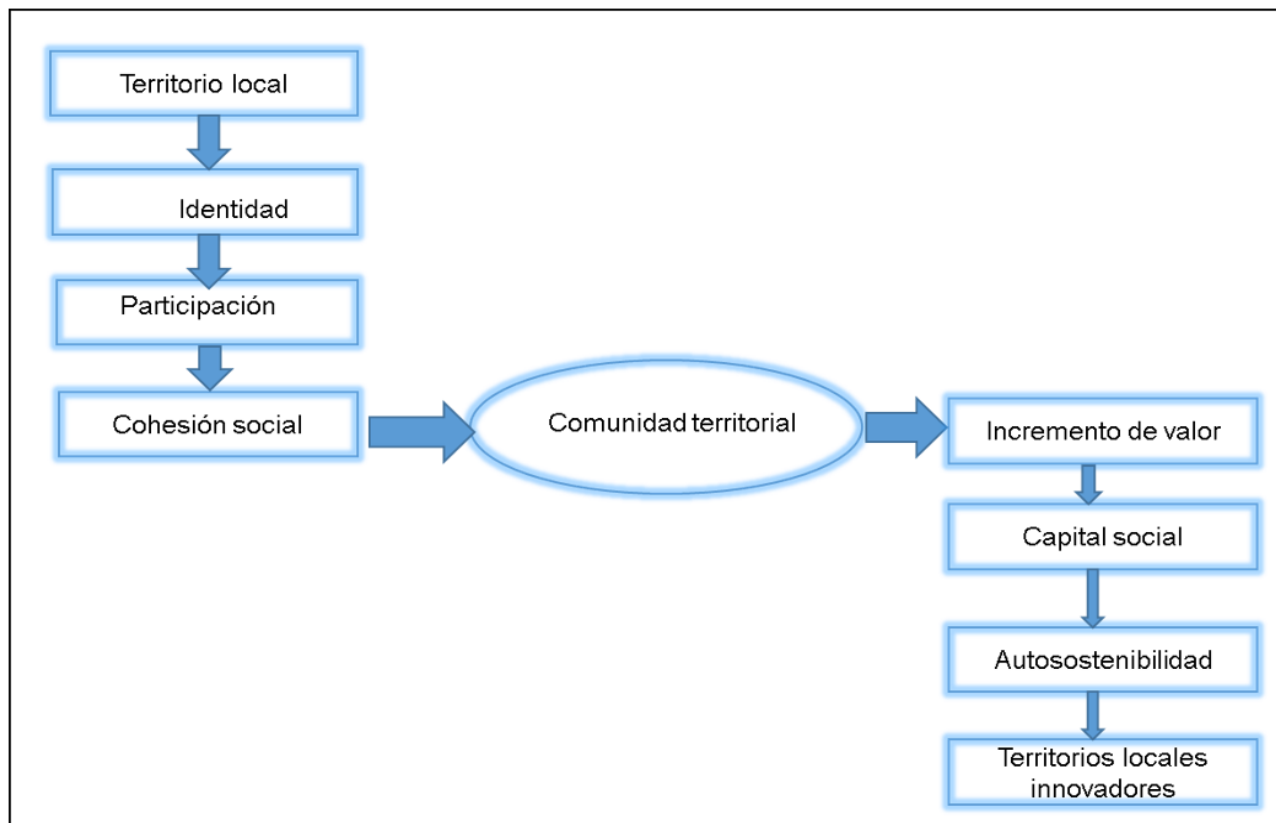 Territorio local
Identidad
Participación
Cohesión social
Comunidad territorial
Incremento de valor
Capital social
Autosostenibilidad
Territorios locales
innovadores